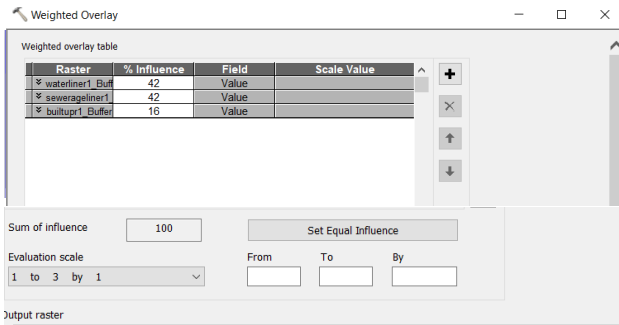 Weighted Overlay
Weighted overlay table
Raster % Influence Field Scale Value
waterliner1_Buff 42 Value
sewerageliner1_ 42 Value
builtupr1_Buffer 16 Value
Sum of influence 100 Set Equal Influence
Evaluation scale From To By
1 to 3 by 1
Output raster